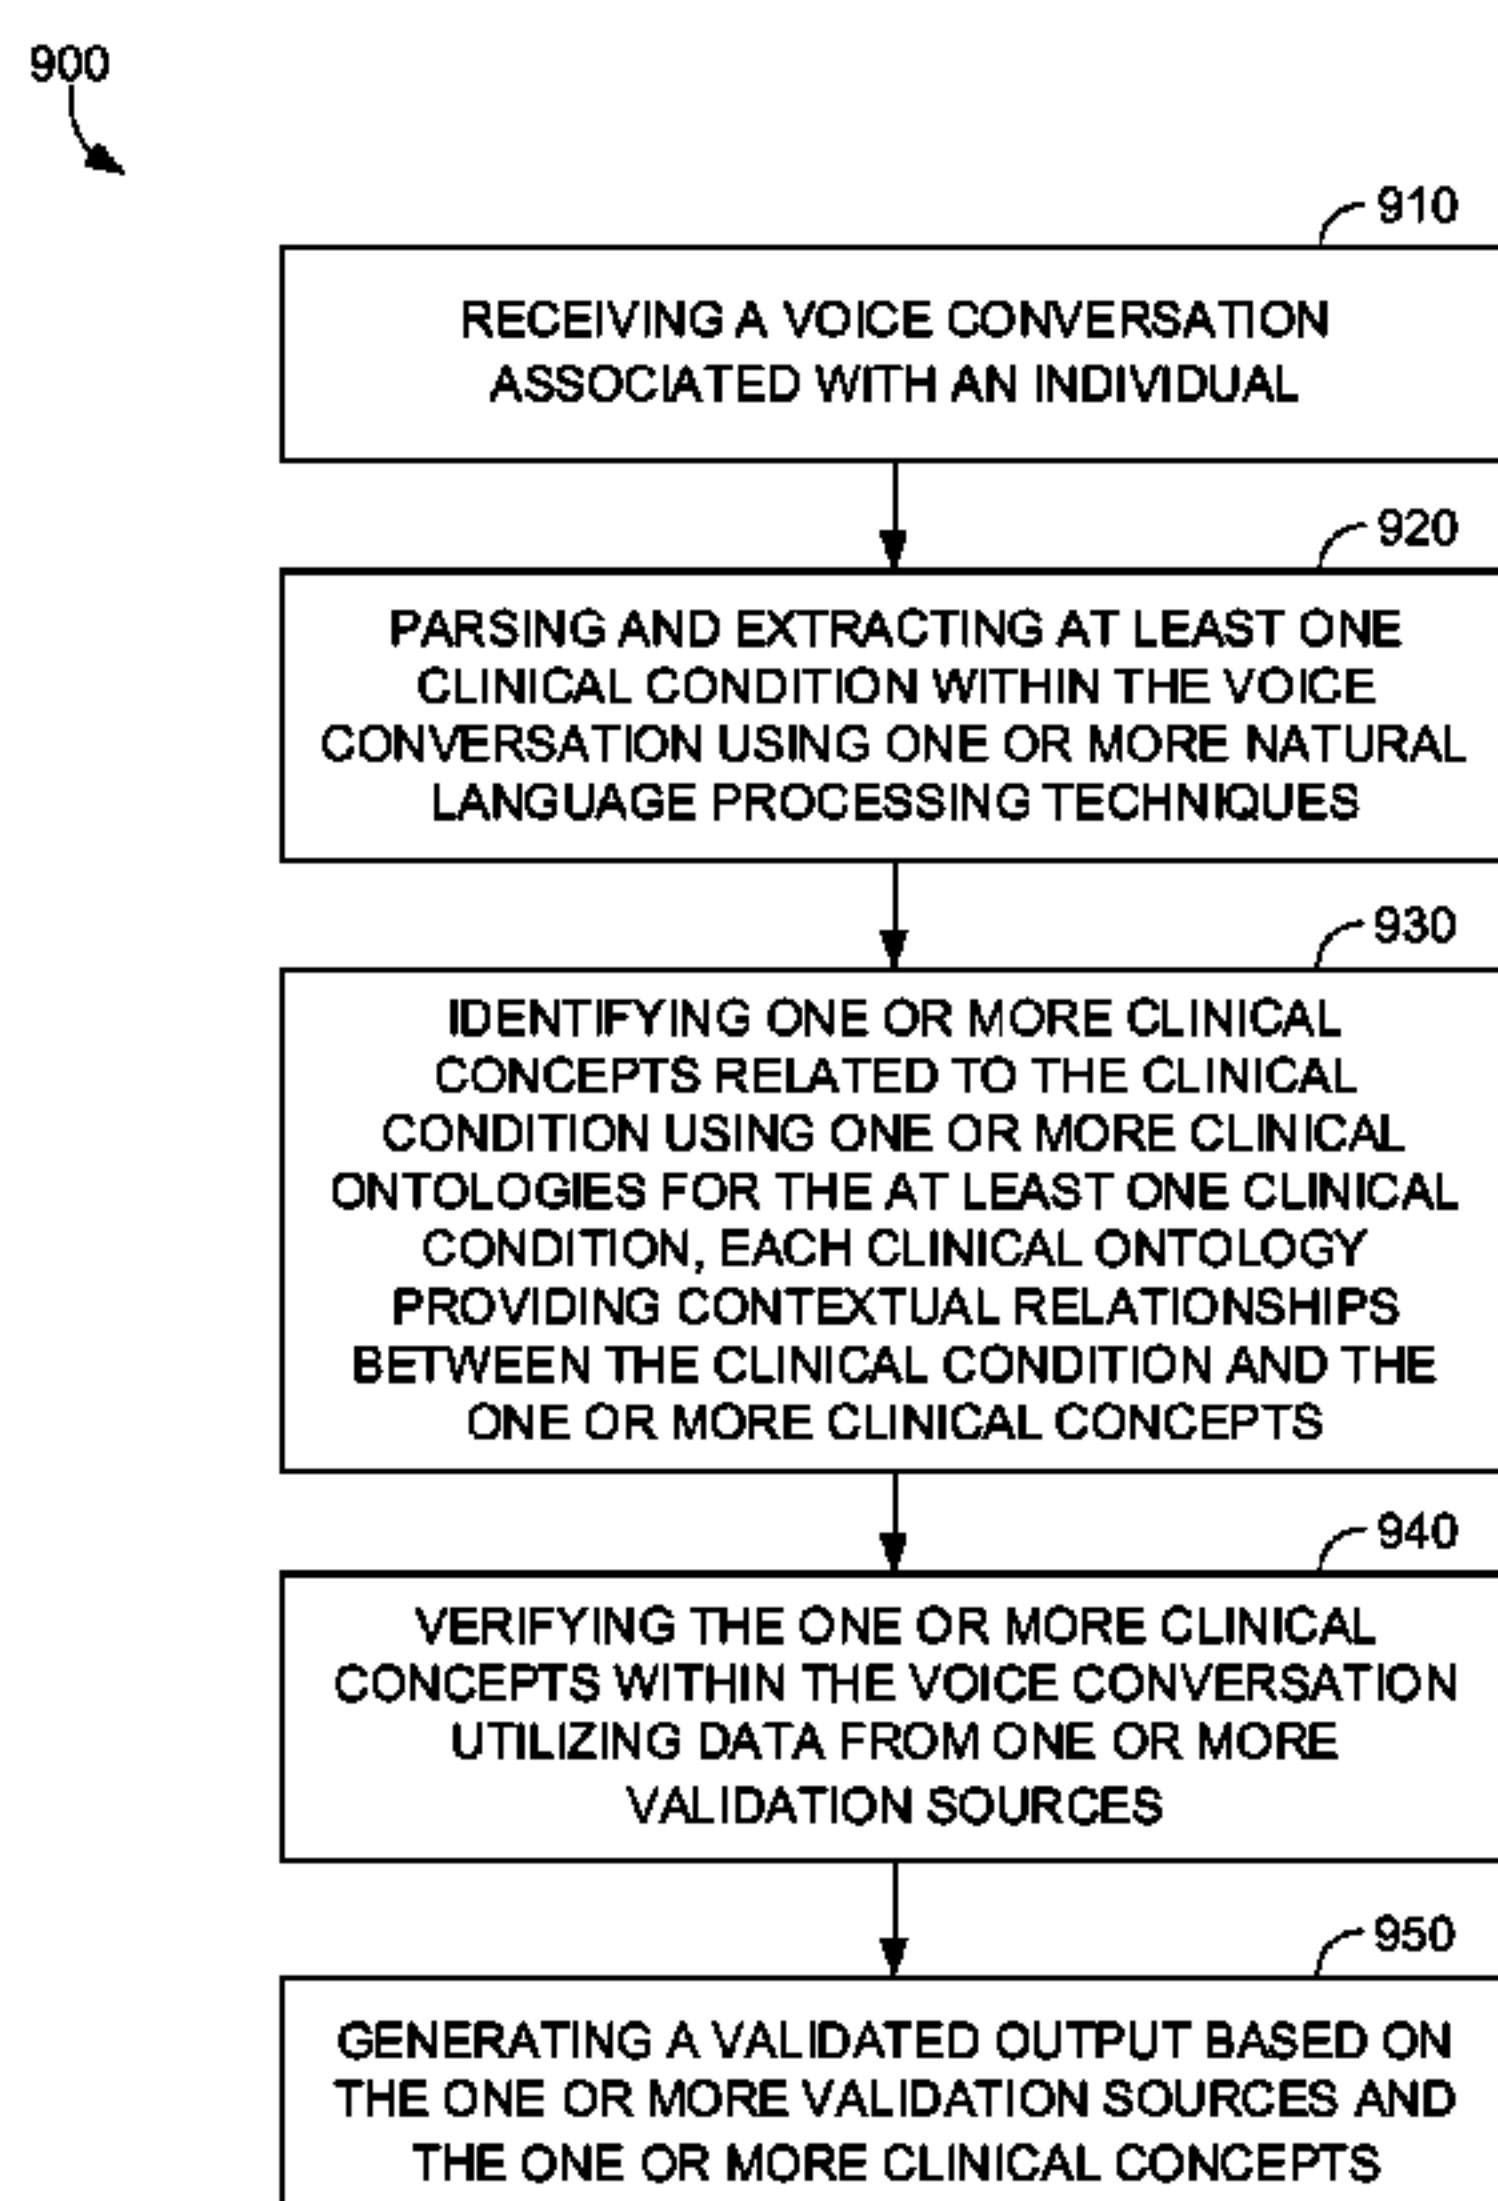 900
910
RECEIVING A VOICE CONVERSATION
ASSOCIATED WITH AN INDIVIDUAL
920
PARSING AND EXTRACTING AT LEAST ONE
CLINICAL CONDITION WITHIN THE VOICE
CONVERSATION USING ONE OR MORE NATURAL
LANGUAGE PROCESSING TECHNIQUES
930
IDENTIFYING ONE OR MORE CLINICAL
CONCEPTS RELATED TO THE CLINICAL
CONDITION USING ONE OR MORE CLINICAL
ONTOLOGIES FOR THE AT LEAST ONE CLINICAL
CONDITION, EACH CLINICAL ONTOLOGY
PROVIDING CONTEXTUAL RELATIONSHIPS
BETWEEN THE CLINICAL CONDITION AND THE
ONE OR MORE CLINICAL CONCEPTS
940
VERIFYING THE ONE OR MORE CLINICAL
CONCEPTS WITHIN THE VOICE CONVERSATION
UTILIZING DATA FROM ONE OR MORE
VALIDATION SOURCES
950
GENERATING A VALIDATED OUTPUT BASED ON
THE ONE OR MORE VALIDATION SOURCES AND
THE ONE OR MORE CLINICAL CONCEPTS